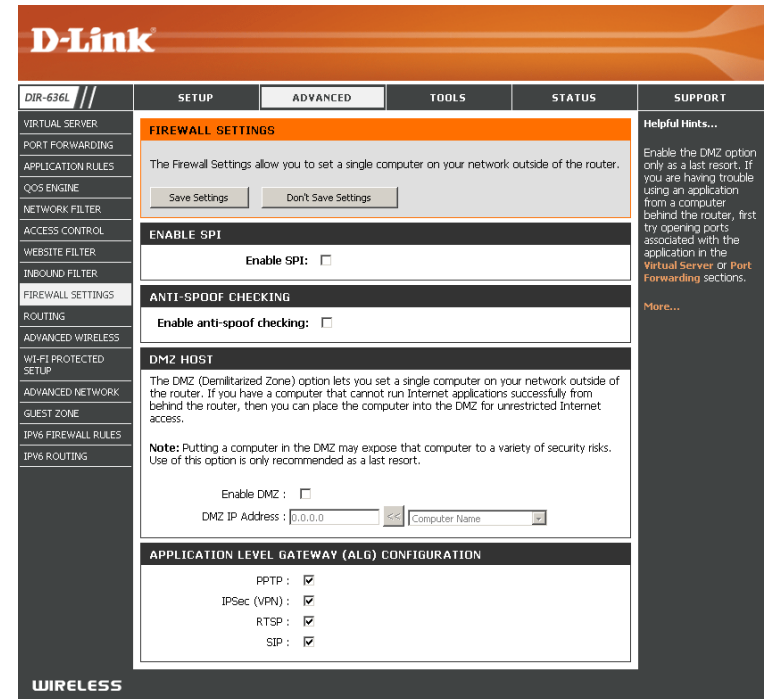 D-Link
DIR-636L
SETUP
ADVANCED
TOOLS
STATUS
SUPPORT
VIRTUAL SERVER
PORT FORWARDING
APPLICATION RULES
QOS ENGINE
NETWORK FILTER
ACCESS CONTROL
WEBSITE FILTER
INBOUND FILTER
FIREWALL SETTINGS
ROUTING
ADVANCED WIRELESS
WI-FI PROTECTED
SETUP
ADVANCED NETWORK
GUEST ZONE
IPV6 FIREWALL RULES
IPV6 ROUTING
FIREWALL SETTINGS
The Firewall Settings allow you to set a single computer on your network outside of the router.
Save Settings
Don't Save Settings
ENABLE SPI
Enable SPI:
ANTI-SPOOF CHECKING
Enable anti-spoof checking:
DMZ HOST
The DMZ (Demilitarized Zone) option lets you set a single computer on your network outside of
the router. If you have a computer that cannot run Internet applications successfully from
behind the router, then you can place the computer into the DMZ for unrestricted Internet
access.
Note: Putting a computer in the DMZ may expose that computer to a variety of security risks.
Use of this option is only recommended as a last resort.
Enable DMZ :
DMZ IP Address : 0.0.0.0 << Computer Name
APPLICATION LEVEL GATEWAY (ALG) CONFIGURATION
PPTP :
IPSec (VPN) :
RTSP :
SIP :
Helpful Hints...
Enable the DMZ option
only as a last resort. If
you are having trouble
using an application
from a computer
behind the router, first
try opening ports
associated with the
application in the
Virtual Server or Port
Forwarding sections.
More...
WIRELESS